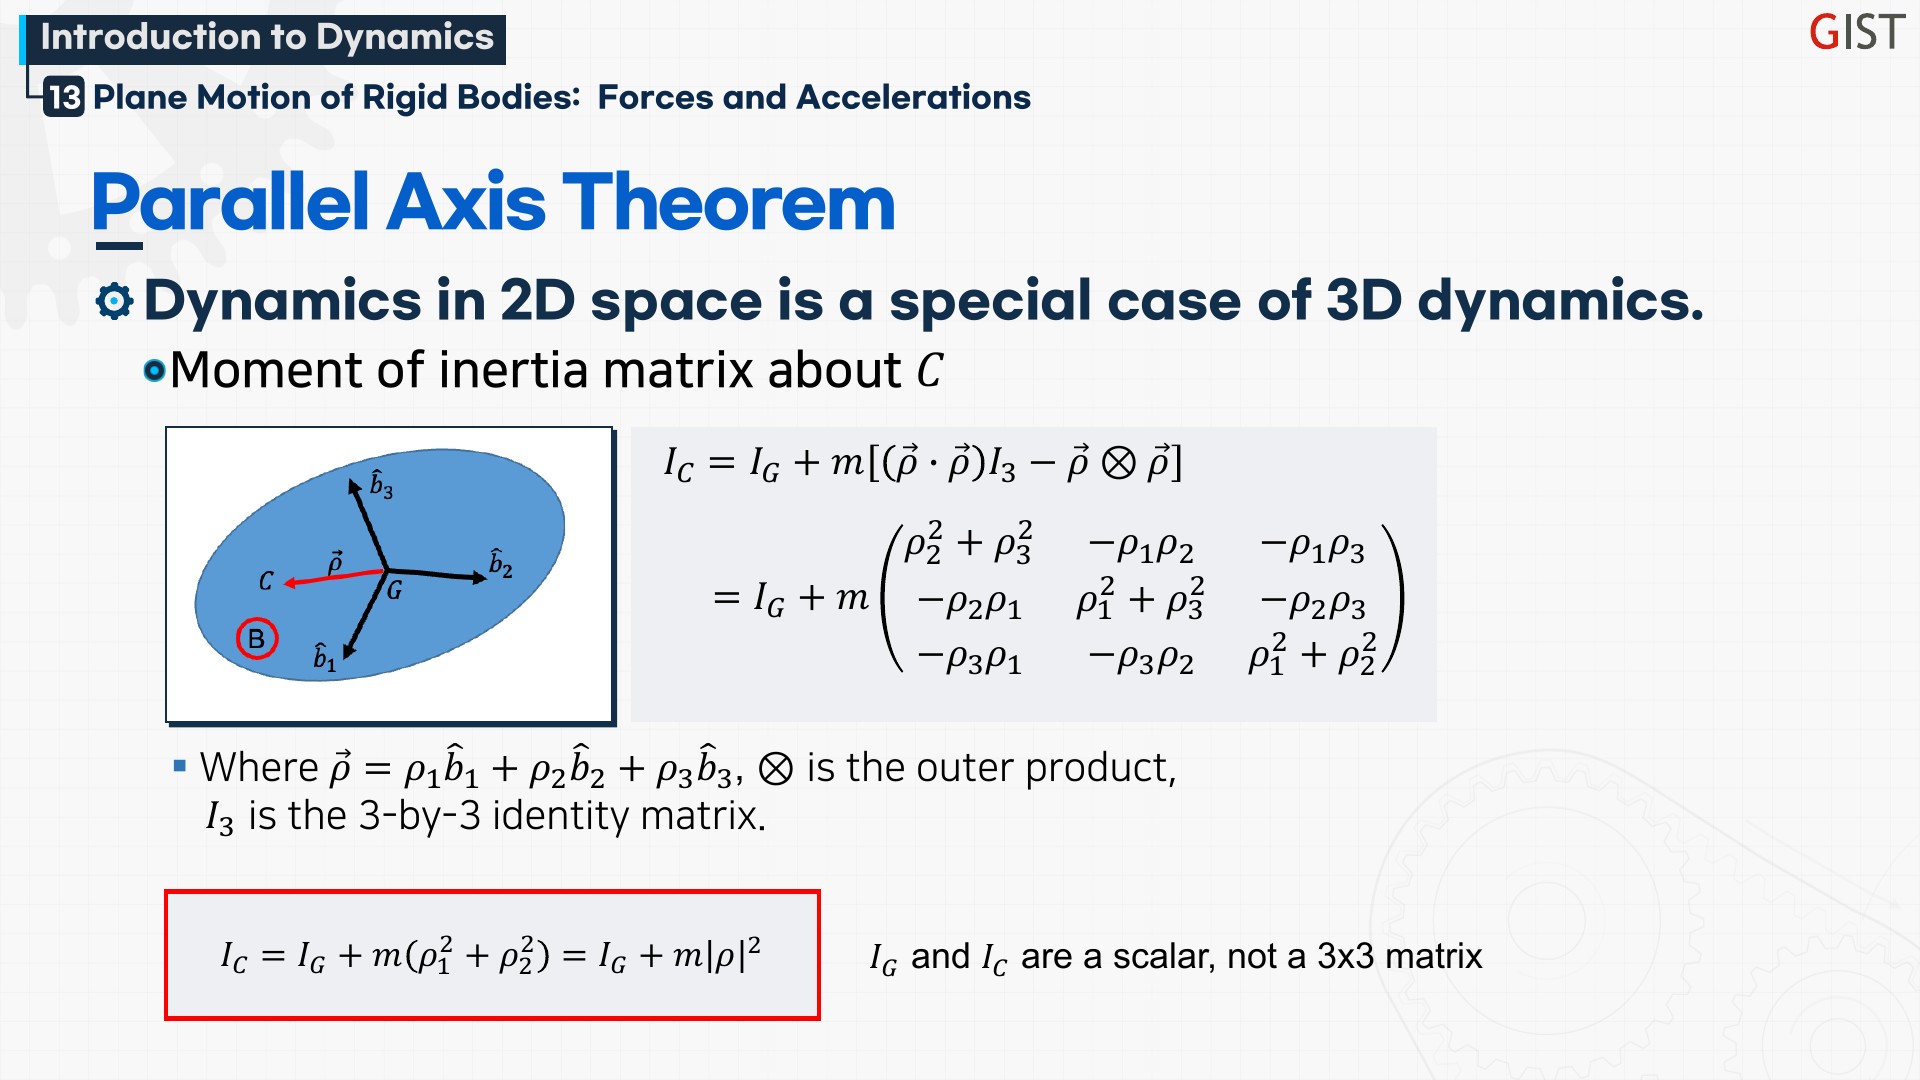 Introduction to Dynamics
GIST
13 Plane Motion of Rigid Bodies: Forces and Accelerations
Parallel Axis Theorem
Dynamics in 2D space is a special case of 3D dynamics.
Moment of inertia matrix about 𝐶
b̂₃
ρ⃗
b̂₂
C
G
B
b̂₁
I_C = I_G + m[(ρ⃗ · ρ⃗)I₃ − ρ⃗ ⊗ ρ⃗]
= I_G + m
ρ₂² + ρ₃² −ρ₁ρ₂ −ρ₁ρ₃
−ρ₂ρ₁ ρ₁² + ρ₃² −ρ₂ρ₃
−ρ₃ρ₁ −ρ₃ρ₂ ρ₁² + ρ₂²
Where ρ⃗ = ρ₁b̂₁ + ρ₂b̂₂ + ρ₃b̂₃, ⊗ is the outer product,
I₃ is the 3-by-3 identity matrix.
I_C = I_G + m(ρ₁² + ρ₂²) = I_G + m|ρ|²
I_G and I_C are a scalar, not a 3x3 matrix